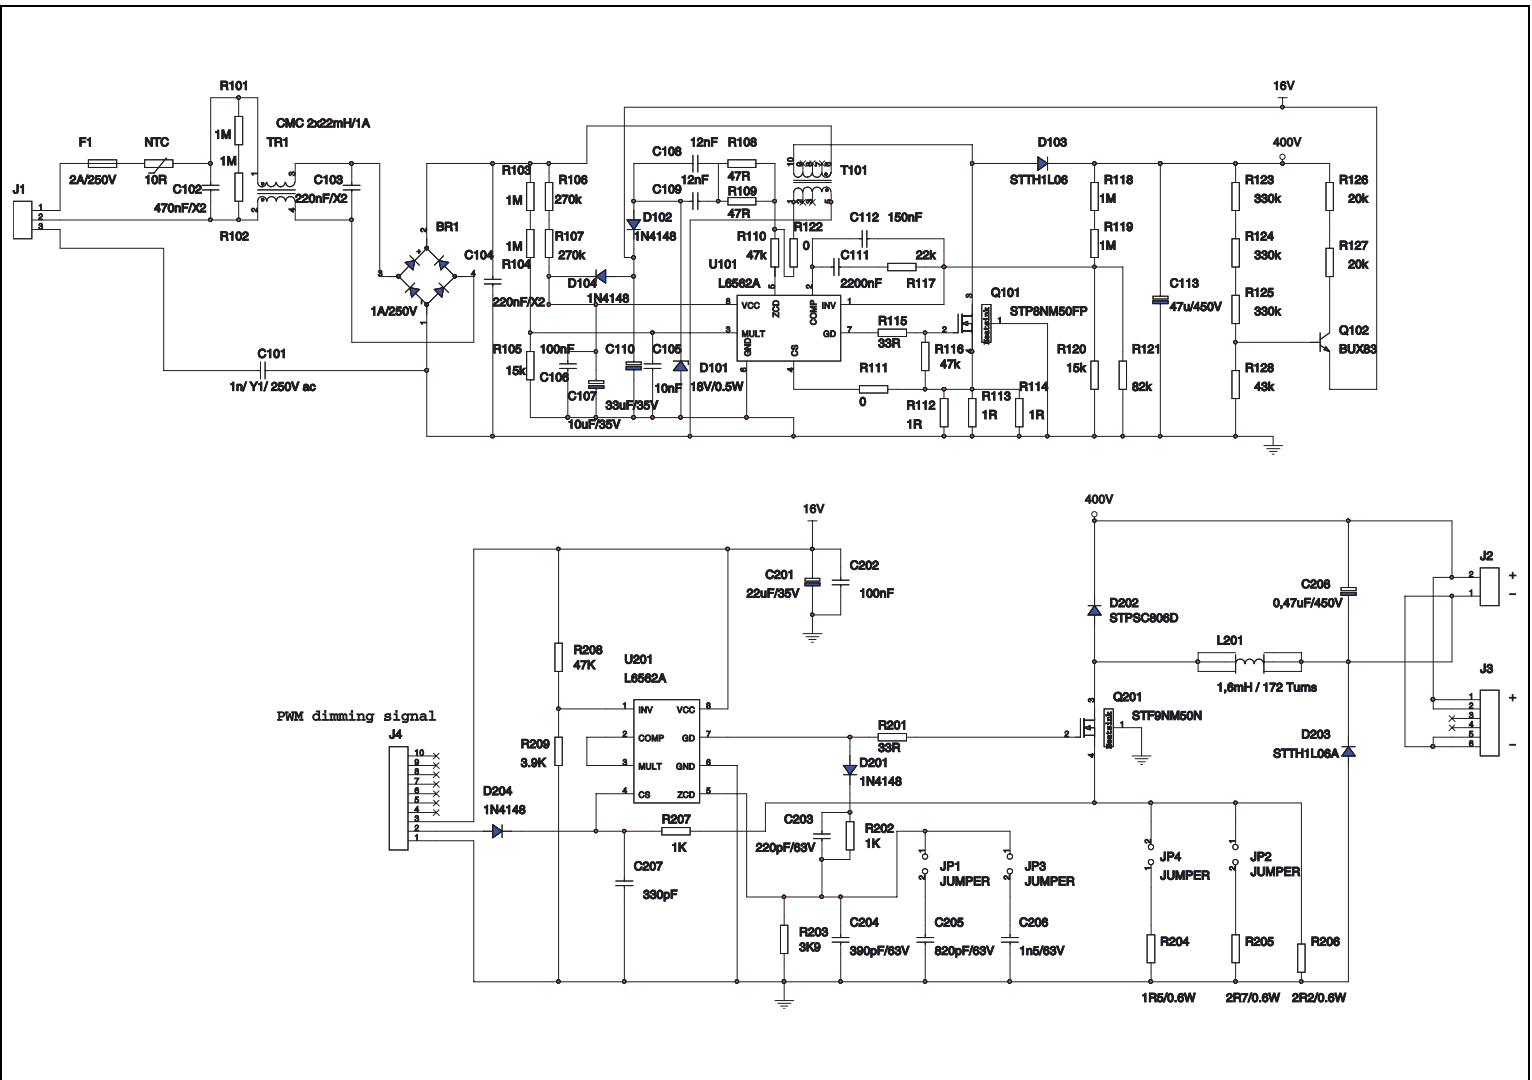 R101
16V
F1
NTC
CMC 2x22mH/1A
1M
TR1
12nF
R108
D103
400V
C108
1M
2A/250V
10R
C102
C103
R103
R106
47R
T101
STTH1L06
R118
R123
R126
J1
12nF
C109
R109
1M
330k
20k
470nF/X2
220nF/X2
1M
270k
47R
D102
C112 150nF
R102
BR1
R107
1N4148
R110
R122
R119
R124
R127
1M
270k
47k
0
C111
22k
1M
330k
20k
C104
R104
U101
L6562A
D104
2200nF
R117
Q101
C113
R125
220nF/X2
1N4148
VCC
ZCD
COMP
INV
STP8NM50FP
47u/450V
330k
1A/250V
MULT
GND
CS
GD
R115
33R
Heatsink
Q102
BUX83
R105
100nF
C110
C105
R116
R120
R121
C101
15k
C106
D101
47k
R111
15k
82k
R128
1n/ Y1/ 250V ac
C107
10nF
18V/0.5W
R114
43k
33uF/35V
0
R112
R113
10uF/35V
1R
1R
1R
16V
400V
J2
C201
C202
C208
+
22uF/35V
100nF
D202
0,47uF/450V
-
STPSC806D
R208
U201
L201
47K
L6562A
J3
1,6mH / 172 Turns
Q201
INV
VCC
STF9NM50N
+
PWM dimming signal
J4
R201
R209
COMP
GD
Heatsink
D203
3.9K
33R
-
STTH1L06A
MULT
GND
D201
1N4148
D204
CS
ZCD
1N4148
R207
C203
R202
1K
220pF/63V
1K
JP1
JP3
JP4
JP2
C207
JUMPER
JUMPER
JUMPER
JUMPER
330pF
R203
C204
C205
C206
R204
R205
R206
3K9
390pF/63V
820pF/63V
1n5/63V
1R5/0.6W
2R7/0.6W
2R2/0.6W